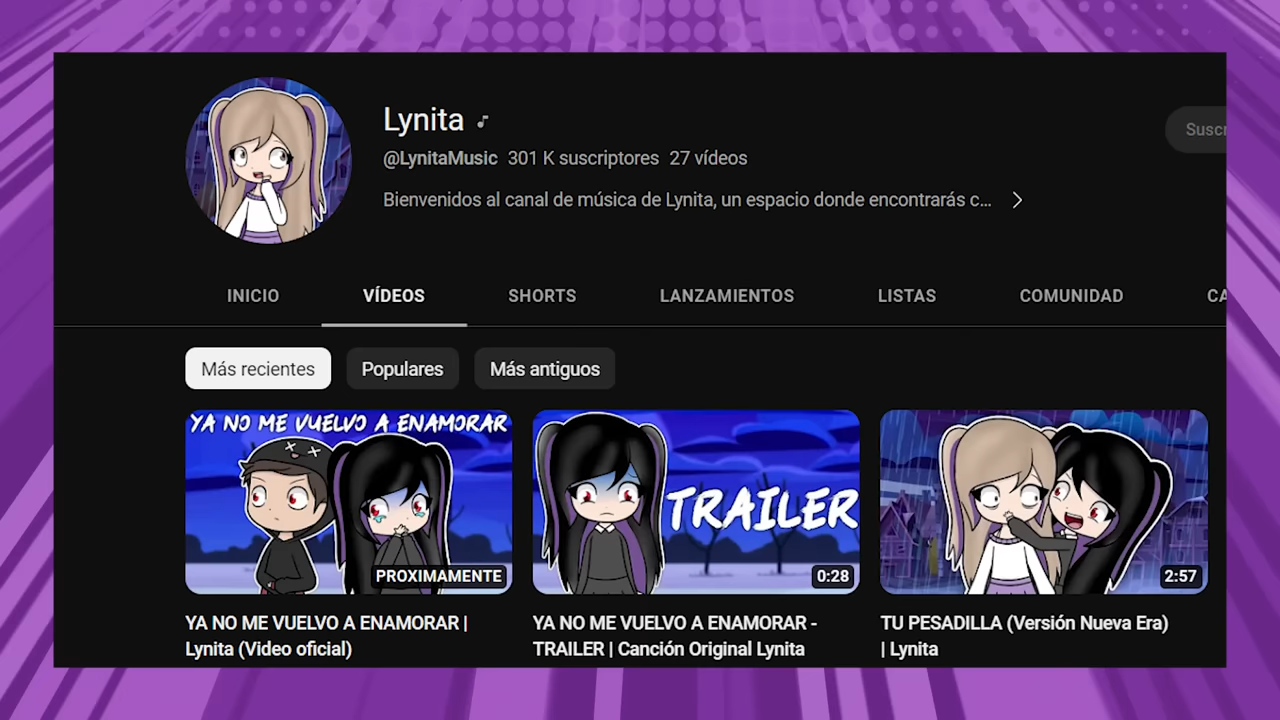 Lynita
@LynitaMusic 301 K suscriptores 27 vídeos
Suscr
Bienvenidos al canal de música de Lynita, un espacio donde encontrarás c...
INICIO VÍDEOS SHORTS LANZAMIENTOS LISTAS COMUNIDAD CA
Más recientes Populares Más antiguos
YA NO ME VUELVO A ENAMORAR
PROXIMAMENTE
TRAILER
0:28
2:57
YA NO ME VUELVO A ENAMORAR |
Lynita (Video oficial)
YA NO ME VUELVO A ENAMORAR -
TRAILER | Canción Original Lynita
TU PESADILLA (Versión Nueva Era)
| Lynita